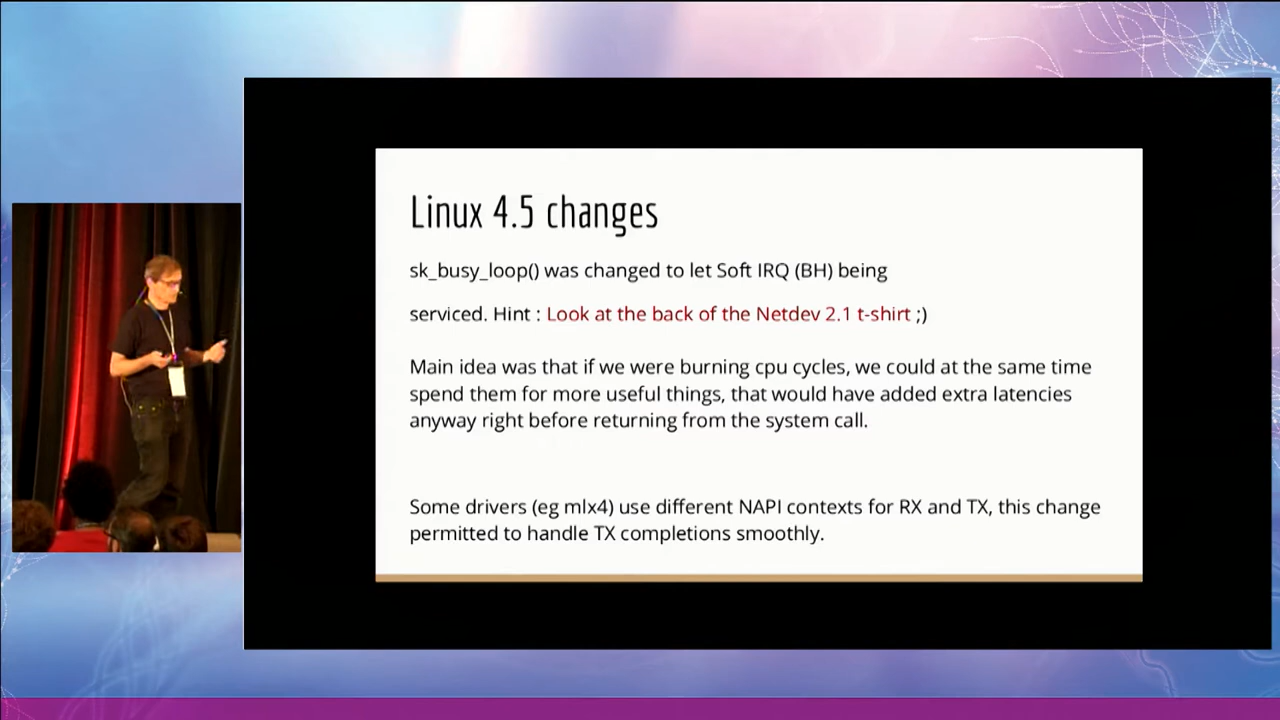 Linux 4.5 changes
sk_busy_loop() was changed to let Soft IRQ (BH) being
serviced. Hint : Look at the back of the Netdev 2.1 t-shirt ;)
Main idea was that if we were burning cpu cycles, we could at the same time
spend them for more useful things, that would have added extra latencies
anyway right before returning from the system call.
Some drivers (eg mlx4) use different NAPI contexts for RX and TX, this change
permitted to handle TX completions smoothly.